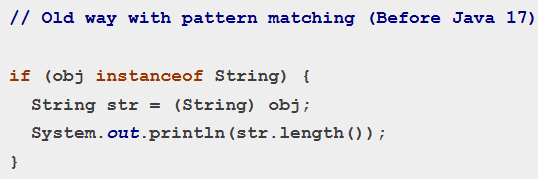 // Old way with pattern matching (Before Java 17)
if (obj instanceof String) {
String str = (String) obj;
System.out.println(str.length());
}